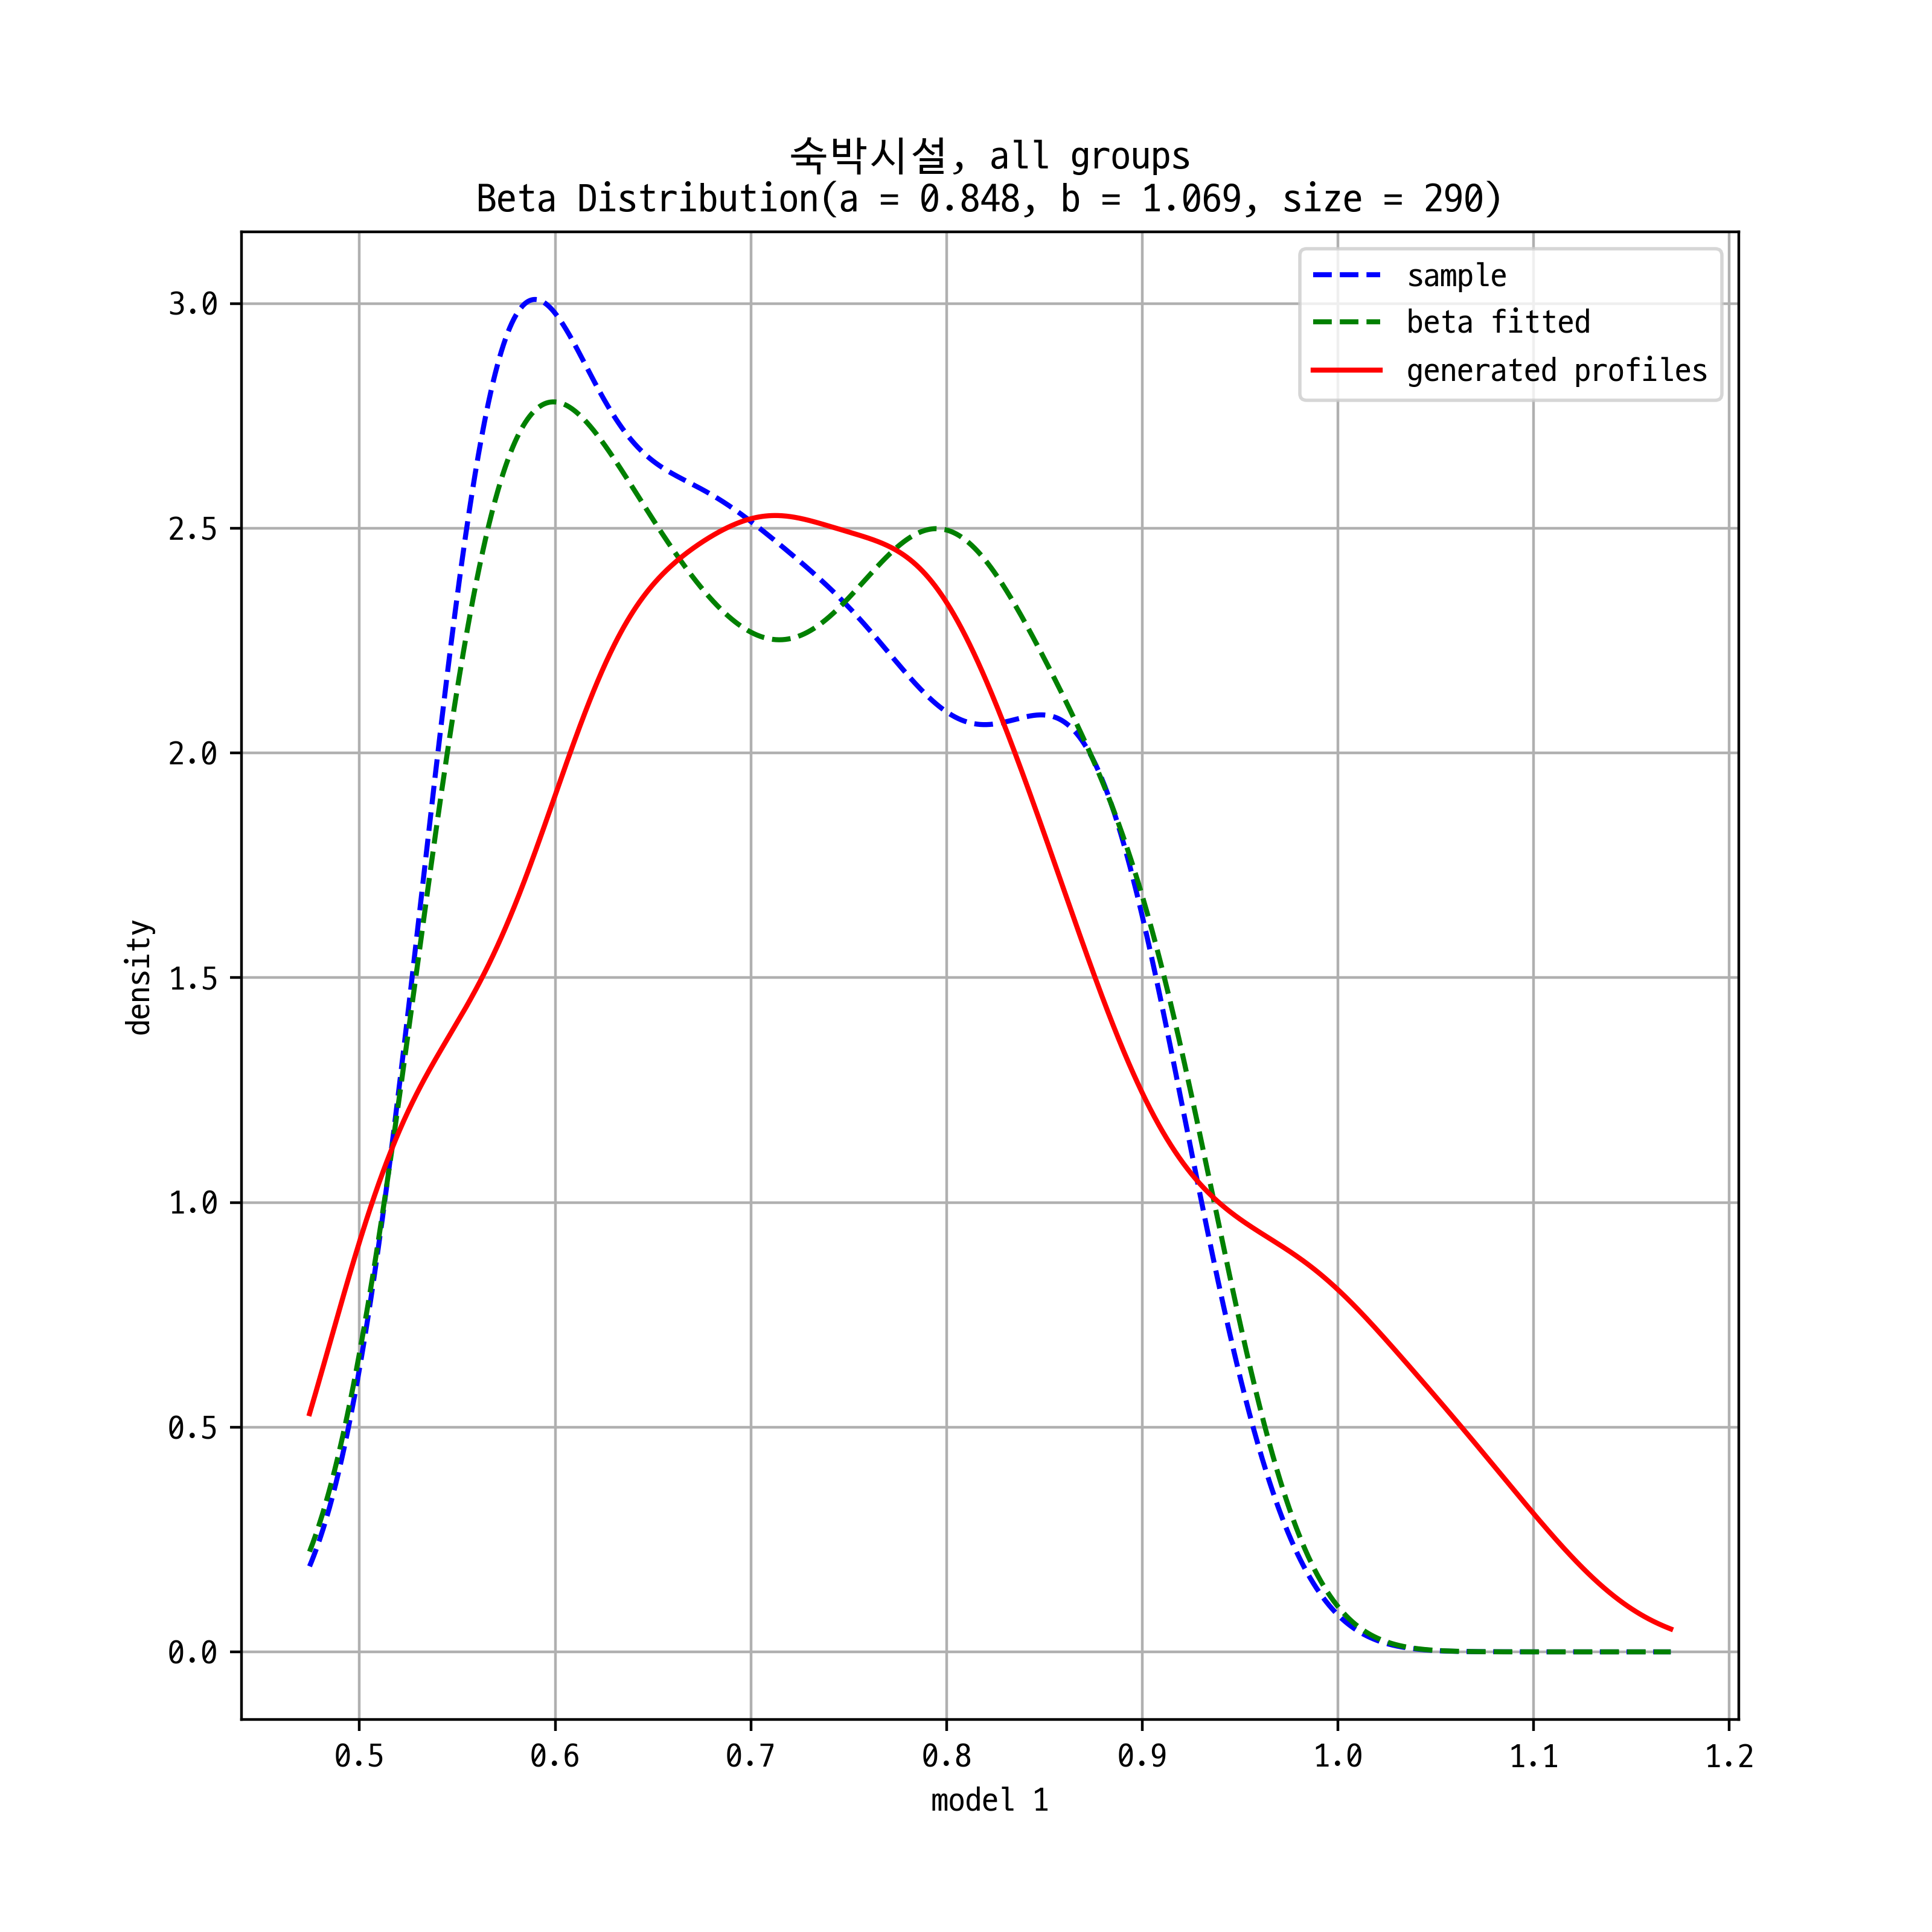 숙박시설, all groups
Beta Distribution(a = 0.848, b = 1.069, size = 290)
sample
beta fitted
generated profiles
3.0
2.5
2.0
1.5
1.0
0.5
0.0
density
0.5 0.6 0.7 0.8 0.9 1.0 1.1 1.2
model 1